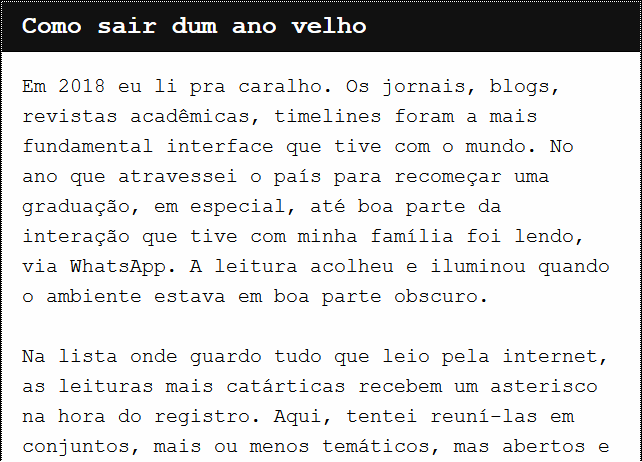 Como sair dum ano velho
Em 2018 eu li pra caralho. Os jornais, blogs,
revistas acadêmicas, timelines foram a mais
fundamental interface que tive com o mundo. No
ano que atravessei o país para recomeçar uma
graduação, em especial, até boa parte da
interação que tive com minha família foi lendo,
via WhatsApp. A leitura acolheu e iluminou quando
o ambiente estava em boa parte obscuro.
Na lista onde guardo tudo que leio pela internet,
as leituras mais catárticas recebem um asterisco
na hora do registro. Aqui, tentei reuní-las em
conjuntos, mais ou menos temáticos, mas abertos e